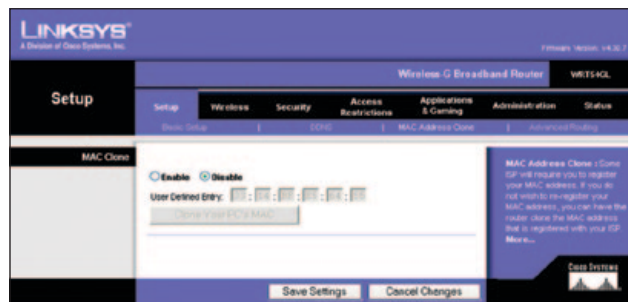 LINKSYS®
A Division of Cisco Systems, Inc.
Firmware Version: v4.30.7
Wireless-G Broadband Router
WRT54GL
Setup
Setup
Wireless
Security
Access Restrictions
Applications & Gaming
Administration
Status
Basic Setup | DDNS | MAC Address Clone | Advanced Routing
MAC Clone
Enable Disable
User Defined Entry:
Clone Your PC's MAC
MAC Address Clone : Some
ISP will require you to register
your MAC address. If you do
not wish to re-register your
MAC address, you can have the
router clone the MAC address
that is registered with your ISP.
More...
Save Settings
Cancel Changes
CISCO SYSTEMS